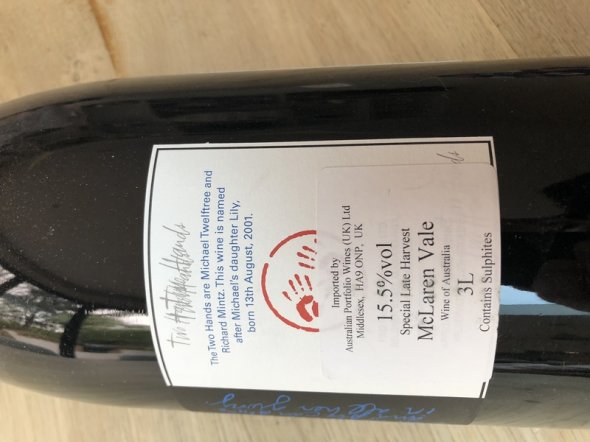 Two Hands
The Two Hands are Michael Twelftree and
Richard Mintz. This wine is named
after Michael's daughter Lily,
born 13th August, 2001.
Imported by
Australian Portfolio Wines (UK) Ltd
Middlesex, HA9 ONP, UK
15.5%vol
Special Late Harvest
McLaren Vale
Wine of Australia
3L
Contains Sulphites